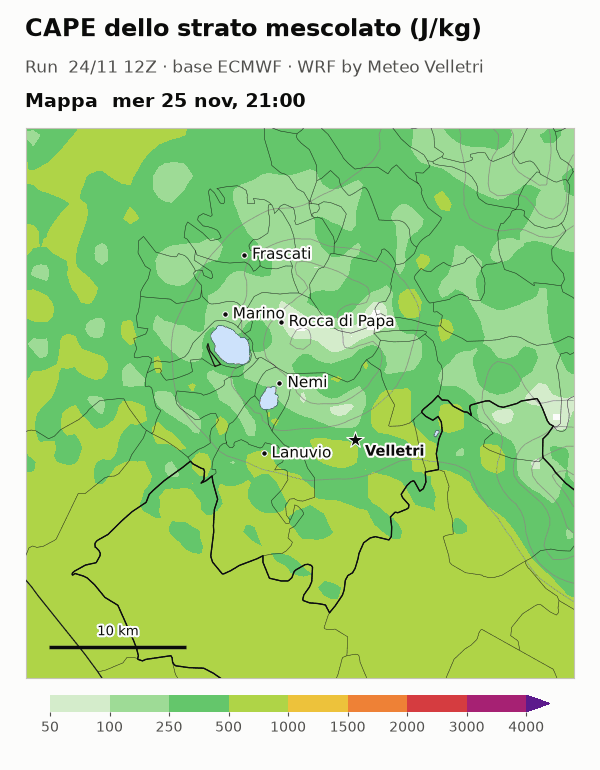 CAPE dello strato mescolato (J/kg)
Run 24/11 12Z · base ECMWF · WRF by Meteo Velletri
Mappa mer 25 nov, 21:00
Frascati
Marino
Rocca di Papa
Nemi
Velletri
Lanuvio
10 km
50 100 250 500 1000 1500 2000 3000 4000